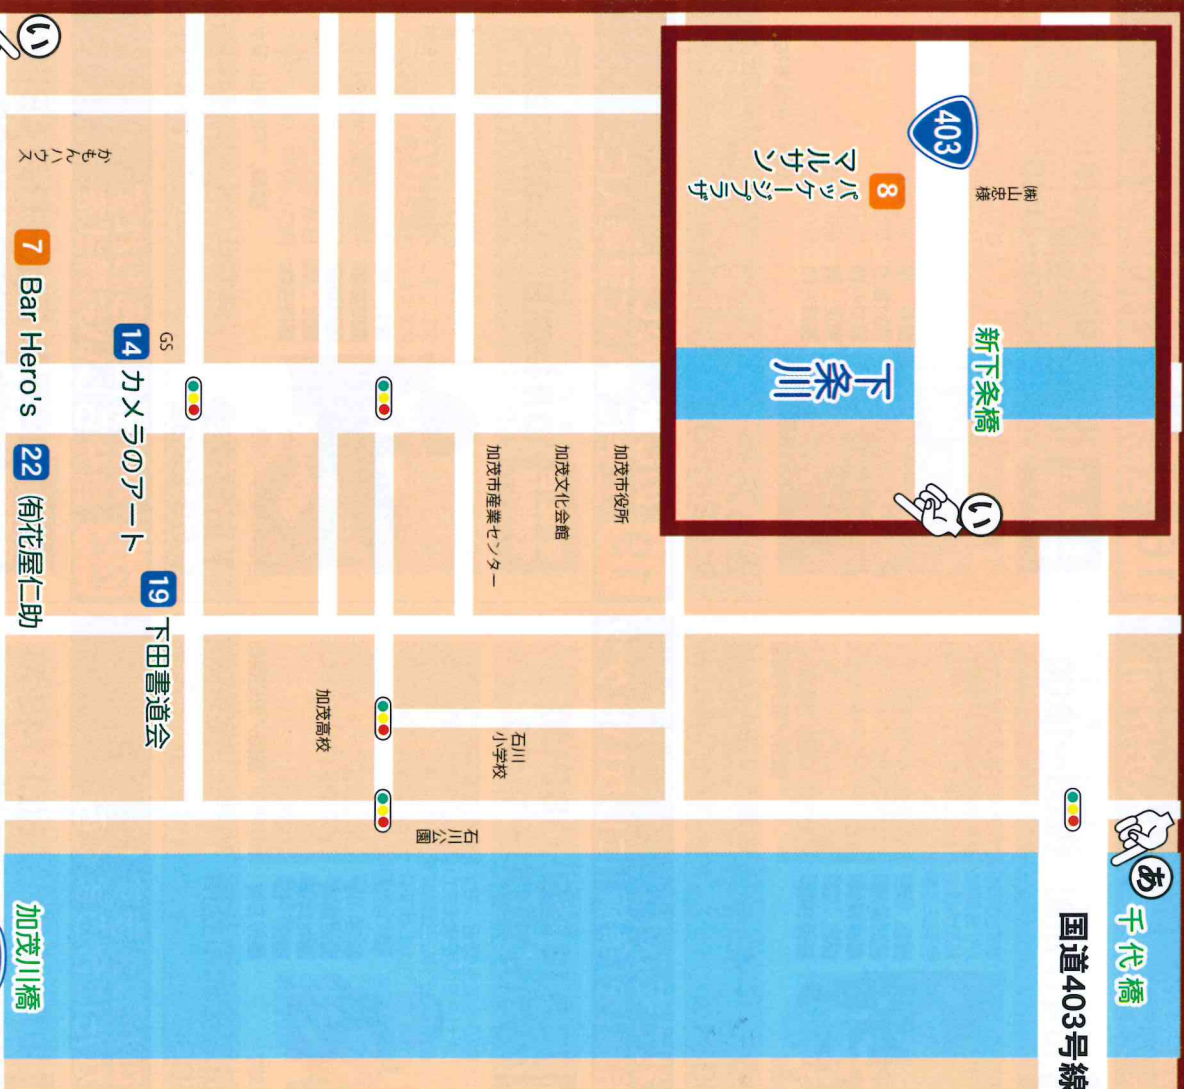 い
403
㈱山忠様
8
パッケージプラザ
マルサン
新下条橋
下条川
い
あ
千代橋
国道403号線
加茂市役所
加茂文化会館
加茂市産業センター
石川
小学校
石川公園
加茂高校
かもんハウス
GS
14 カメラのアート
19 下田書道会
7 Bar Hero's
22 ㈲花屋仁助
加茂川橋